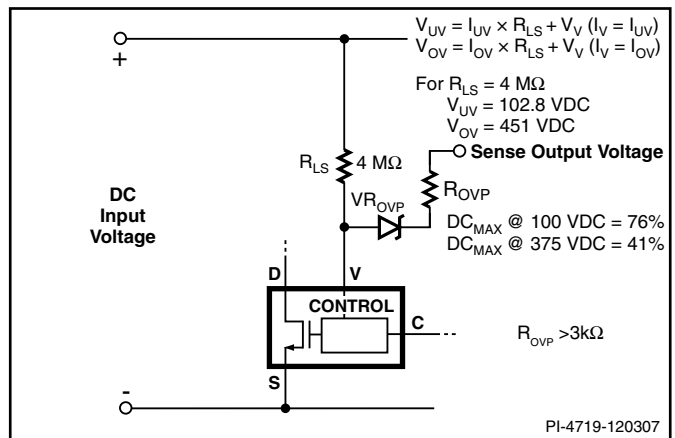 V_UV = I_UV × R_LS + V_V (I_V = I_UV)
V_OV = I_OV × R_LS + V_V (I_V = I_OV)
+
For R_LS = 4 MΩ
V_UV = 102.8 VDC
V_OV = 451 VDC
Sense Output Voltage
R_LS
4 MΩ
R_OVP
VR_OVP
DC
Input
Voltage
DC_MAX @ 100 VDC = 76%
DC_MAX @ 375 VDC = 41%
D
V
CONTROL
C
R_OVP >3kΩ
S
-
PI-4719-120307